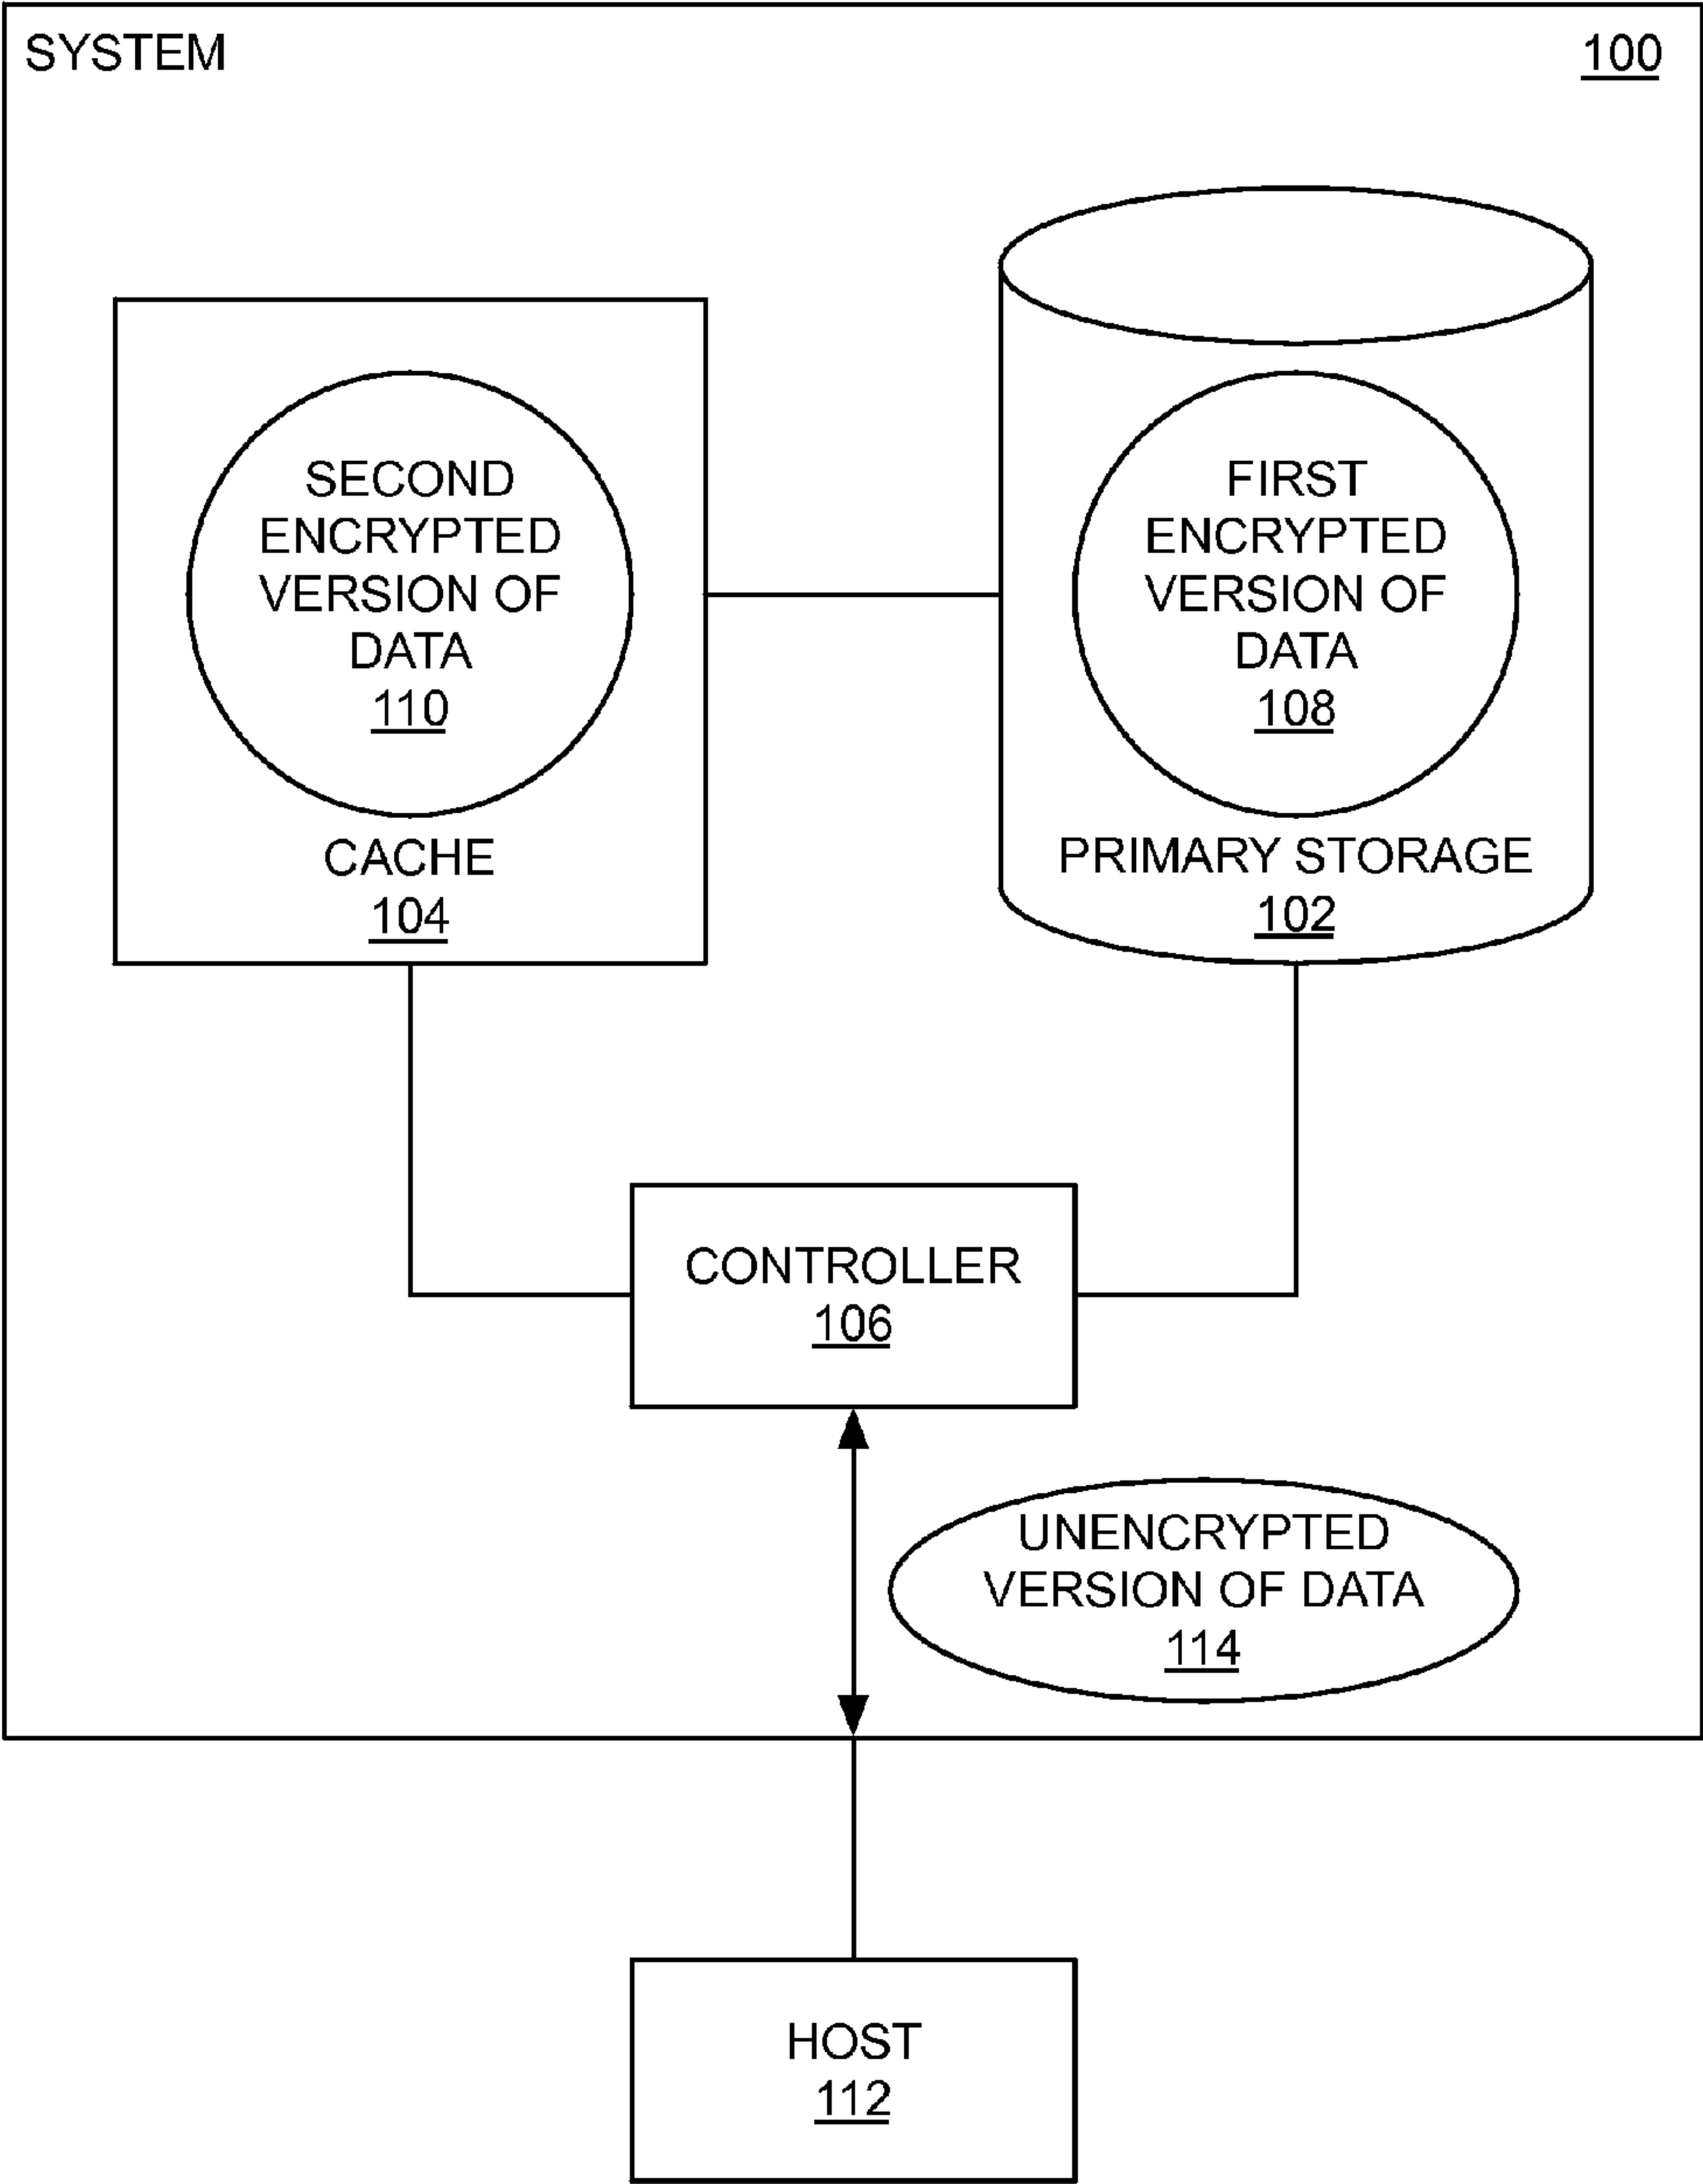 SYSTEM
100
SECOND
ENCRYPTED
VERSION OF
DATA
110
CACHE
104
FIRST
ENCRYPTED
VERSION OF
DATA
108
PRIMARY STORAGE
102
CONTROLLER
106
UNENCRYPTED
VERSION OF DATA
114
HOST
112